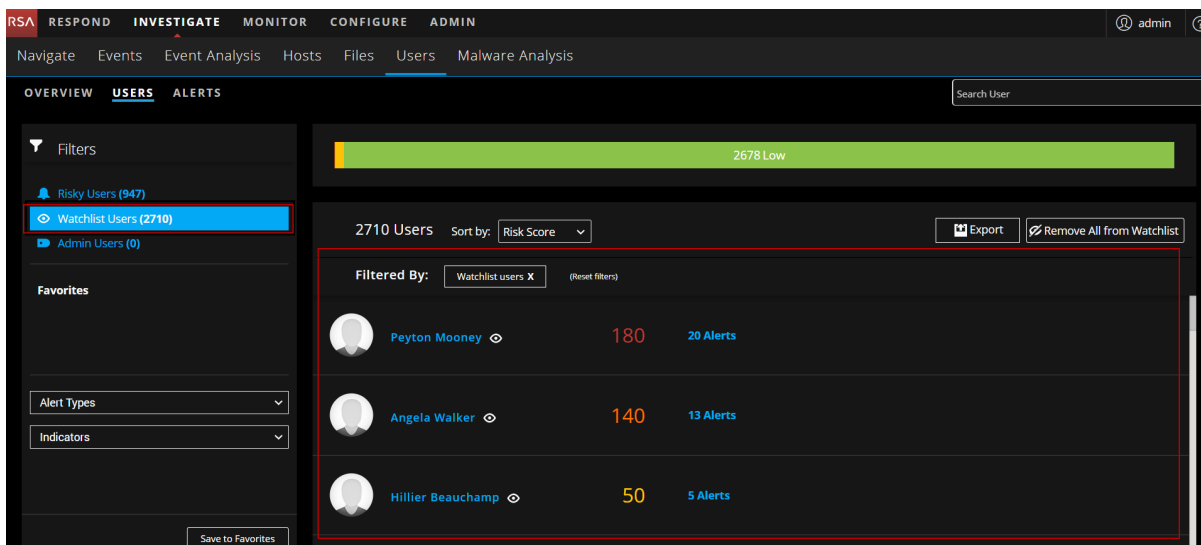 RSA RESPOND INVESTIGATE MONITOR CONFIGURE ADMIN admin
Navigate Events Event Analysis Hosts Files Users Malware Analysis
OVERVIEW USERS ALERTS
Search User
Filters
Risky Users (947)
Watchlist Users (2710)
Admin Users (0)
Favorites
Alert Types
Indicators
Save to Favorites
2678 Low
2710 Users Sort by: Risk Score Export Remove All from Watchlist
Filtered By: Watchlist users X (Reset filters)
Peyton Mooney 180 20 Alerts
Angela Walker 140 13 Alerts
Hillier Beauchamp 50 5 Alerts